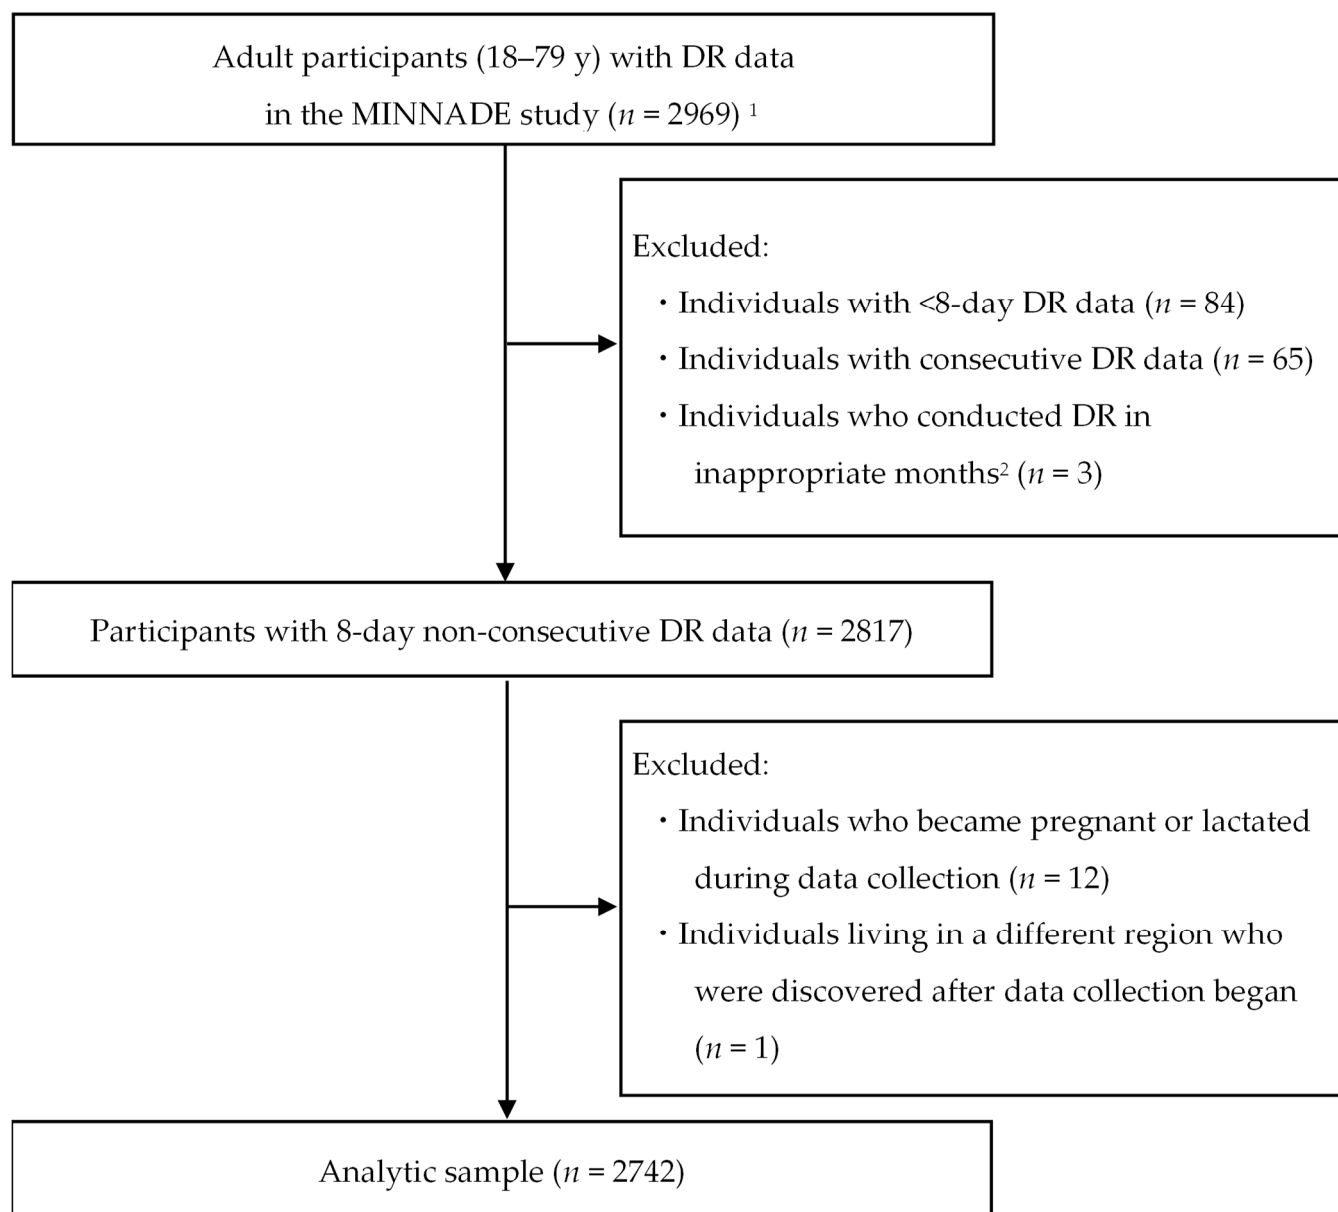 Adult participants (18–79 y) with DR data
in the MINNADE study (n = 2969) ¹
Excluded:
・Individuals with <8-day DR data (n = 84)
・Individuals with consecutive DR data (n = 65)
・Individuals who conducted DR in
inappropriate months² (n = 3)
Participants with 8-day non-consecutive DR data (n = 2817)
Excluded:
・Individuals who became pregnant or lactated
during data collection (n = 12)
・Individuals living in a different region who
were discovered after data collection began
(n = 1)
Analytic sample (n = 2742)